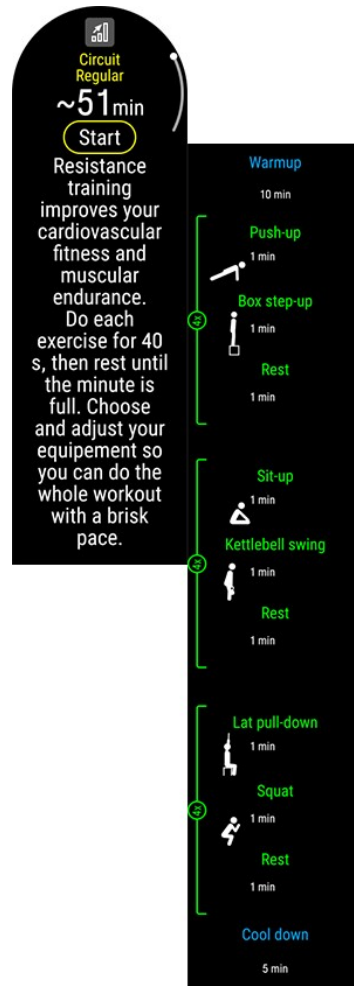 Circuit
Regular
~51min
Start
Resistance
training
improves your
cardiovascular
fitness and
muscular
endurance.
Do each
exercise for 40
s, then rest until
the minute is
full. Choose
and adjust your
equipement so
you can do the
whole workout
with a brisk
pace.
Warmup
10 min
4x
Push-up
1 min
Box step-up
1 min
Rest
1 min
4x
Sit-up
1 min
Kettlebell swing
1 min
Rest
1 min
4x
Lat pull-down
1 min
Squat
1 min
Rest
1 min
Cool down
5 min